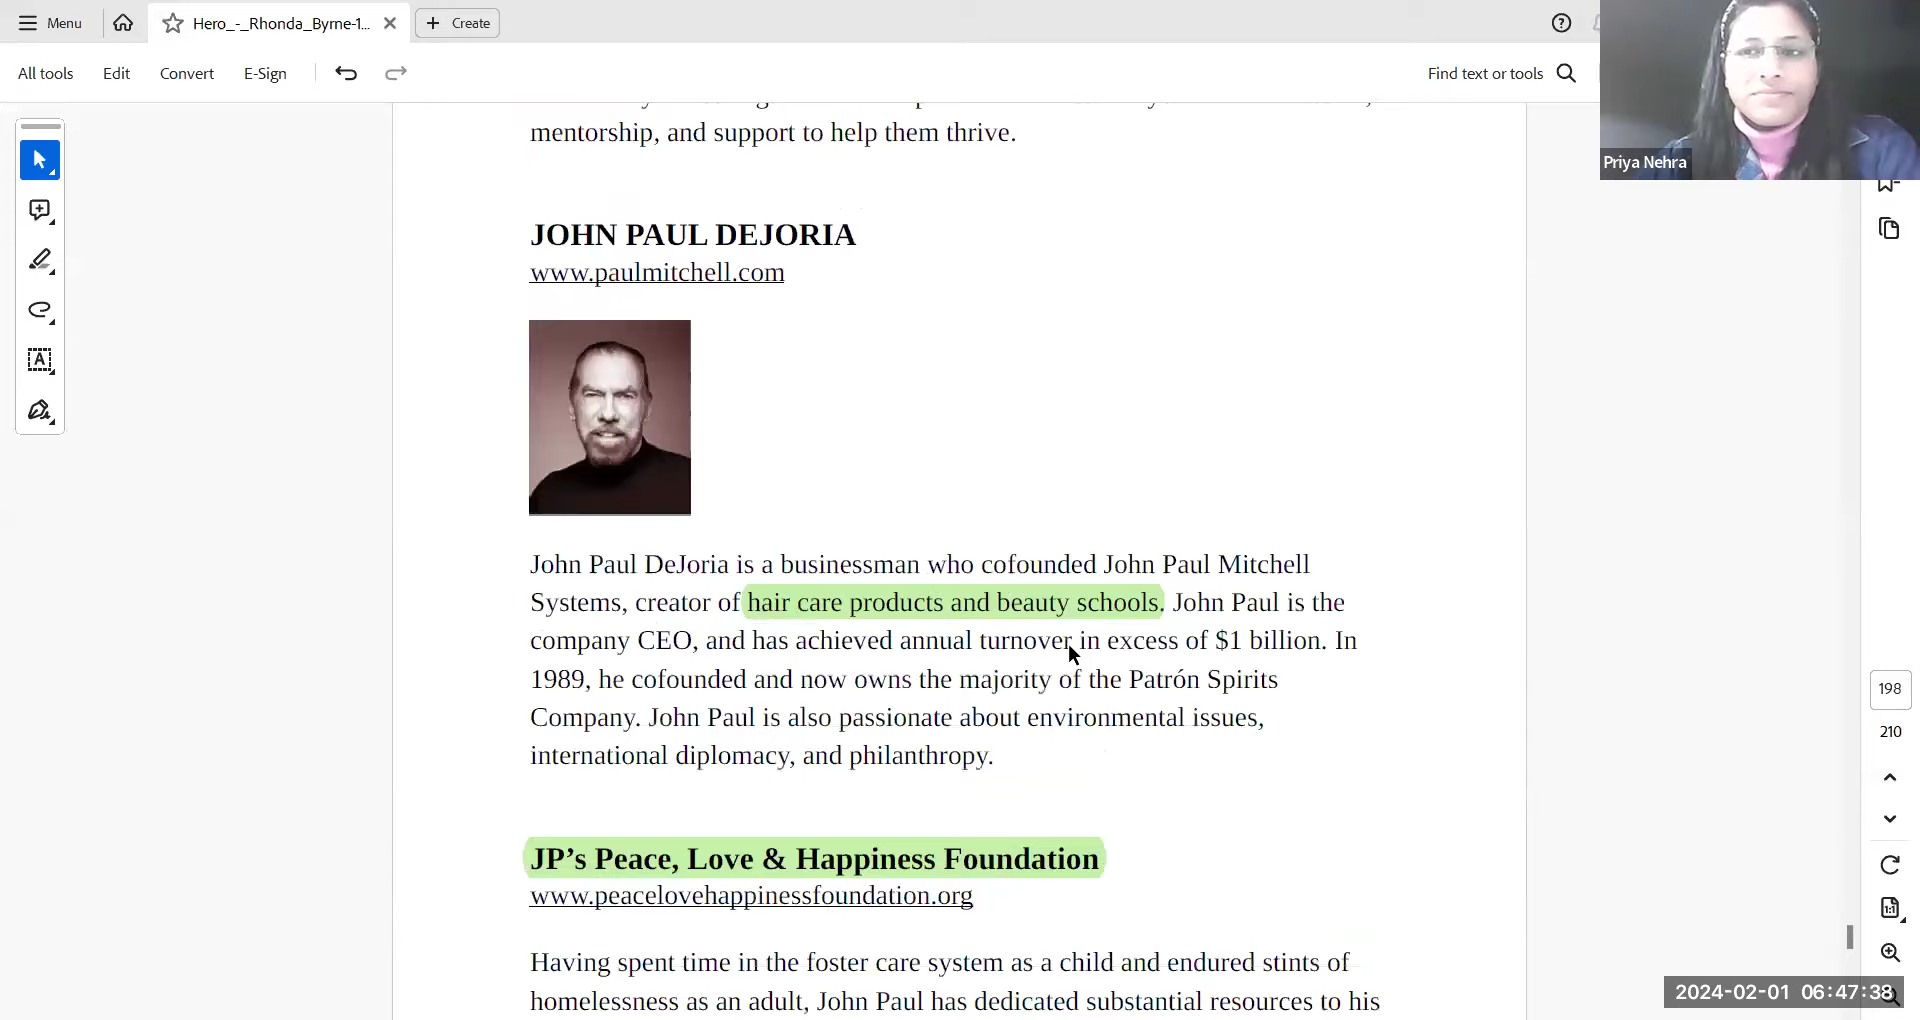 Menu
Hero_-_Rhonda_Byrne-1...
Create
All tools
Edit
Convert
E-Sign
Find text or tools
Priya Nehra
mentorship, and support to help them thrive.
JOHN PAUL DEJORIA
www.paulmitchell.com
John Paul DeJoria is a businessman who cofounded John Paul Mitchell
Systems, creator of hair care products and beauty schools. John Paul is the
company CEO, and has achieved annual turnover in excess of $1 billion. In
1989, he cofounded and now owns the majority of the Patrón Spirits
Company. John Paul is also passionate about environmental issues,
international diplomacy, and philanthropy.
JP’s Peace, Love & Happiness Foundation
www.peacelovehappinessfoundation.org
Having spent time in the foster care system as a child and endured stints of
homelessness as an adult, John Paul has dedicated substantial resources to his
198
210
2024-02-01 06:47:38